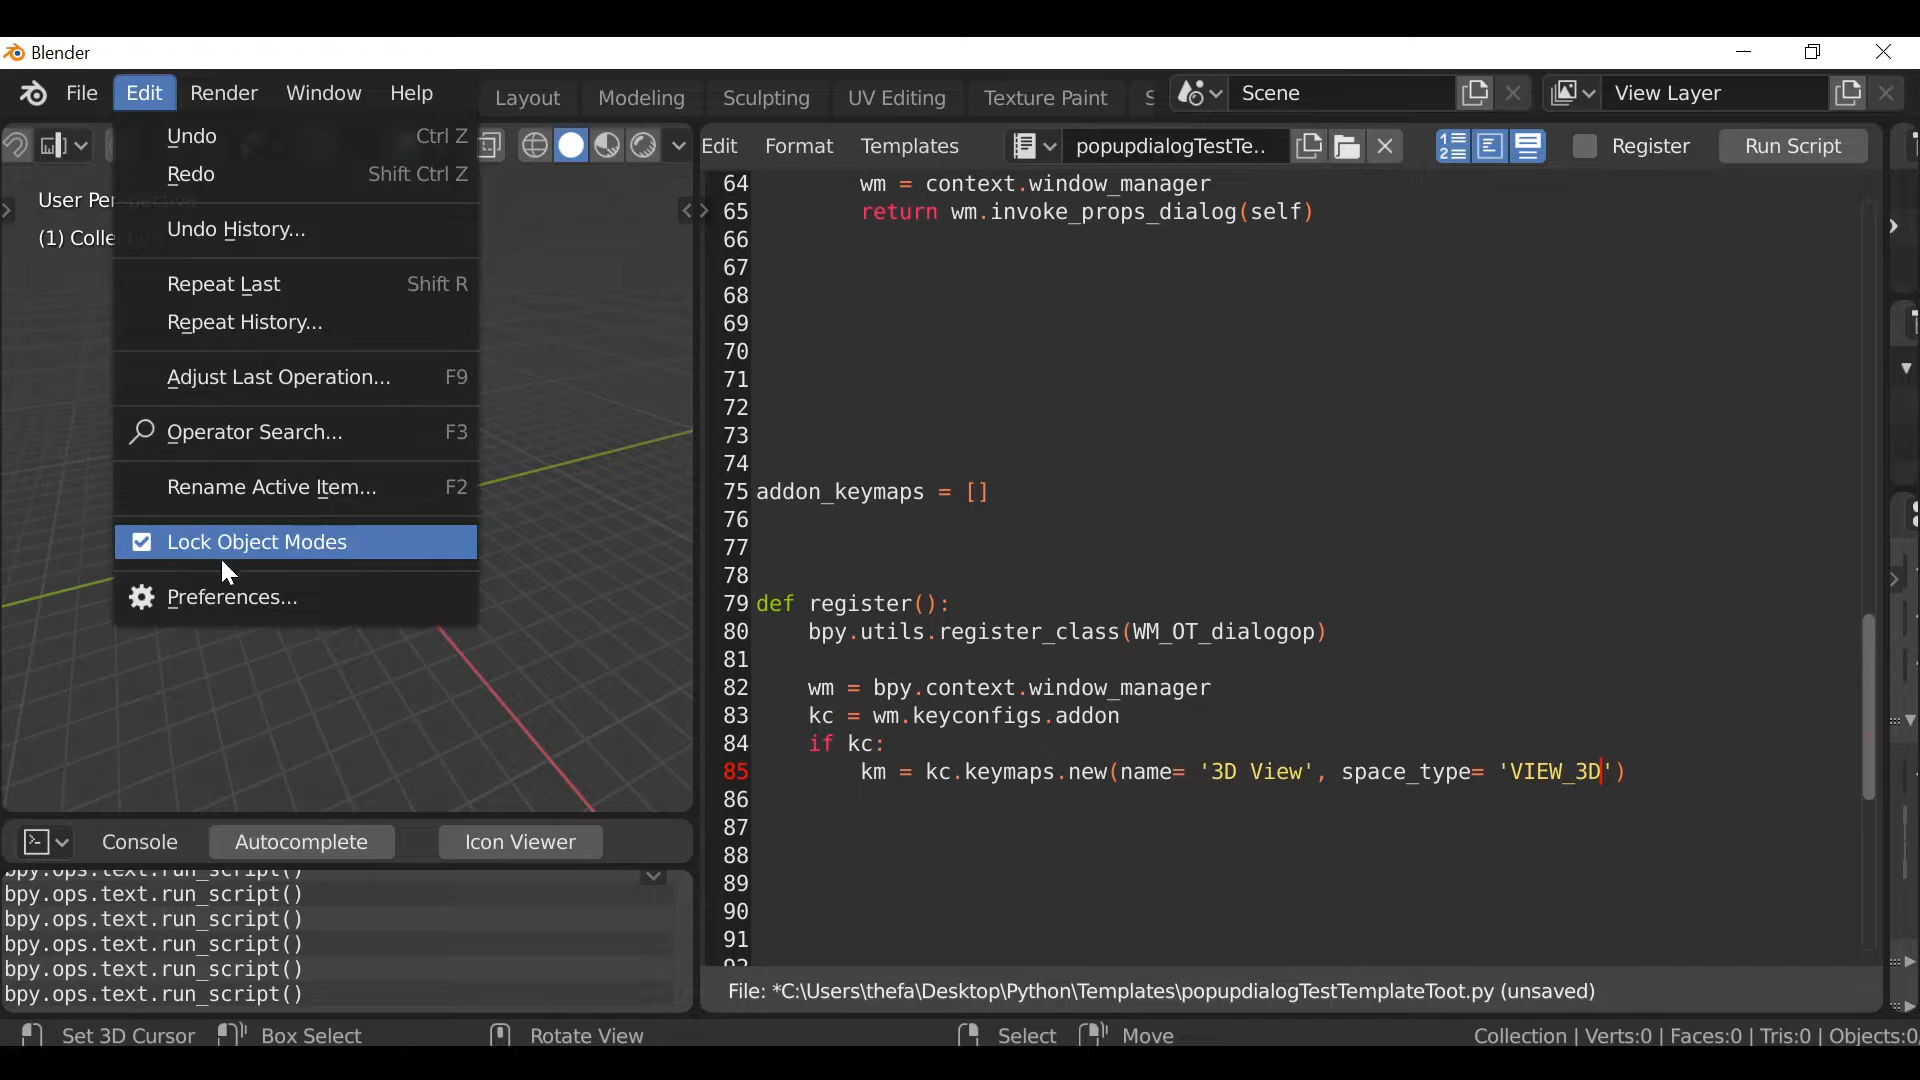 Blender
File Edit Render Window Help Layout Modeling Sculpting UV Editing Texture Paint S Scene View Layer
Edit Format Templates popupdialogTestTe.. Register Run Script
Undo Ctrl Z
Redo Shift Ctrl Z
Undo History...
Repeat Last Shift R
Repeat History...
Adjust Last Operation... F9
Operator Search... F3
Rename Active Item... F2
Lock Object Modes
Preferences...
User Perspective
(1) Colle
64 wm = context.window_manager
65 return wm.invoke_props_dialog(self)
66
67
68
69
70
71
72
73
74
75 addon_keymaps = []
76
77
78
79 def register():
80 bpy.utils.register_class(WM_OT_dialogop)
81
82 wm = bpy.context.window_manager
83 kc = wm.keyconfigs.addon
84 if kc:
85 km = kc.keymaps.new(name= '3D View', space_type= 'VIEW_3D')
86
87
88
89
90
91
92
Console Autocomplete Icon Viewer
bpy.ops.text.run_script()
bpy.ops.text.run_script()
bpy.ops.text.run_script()
bpy.ops.text.run_script()
bpy.ops.text.run_script()
bpy.ops.text.run_script()
File: *C:\Users\thefa\Desktop\Python\Templates\popupdialogTestTemplateToot.py (unsaved)
Set 3D Cursor Box Select Rotate View Select Move Collection | Verts:0 | Faces:0 | Tris:0 | Objects:0